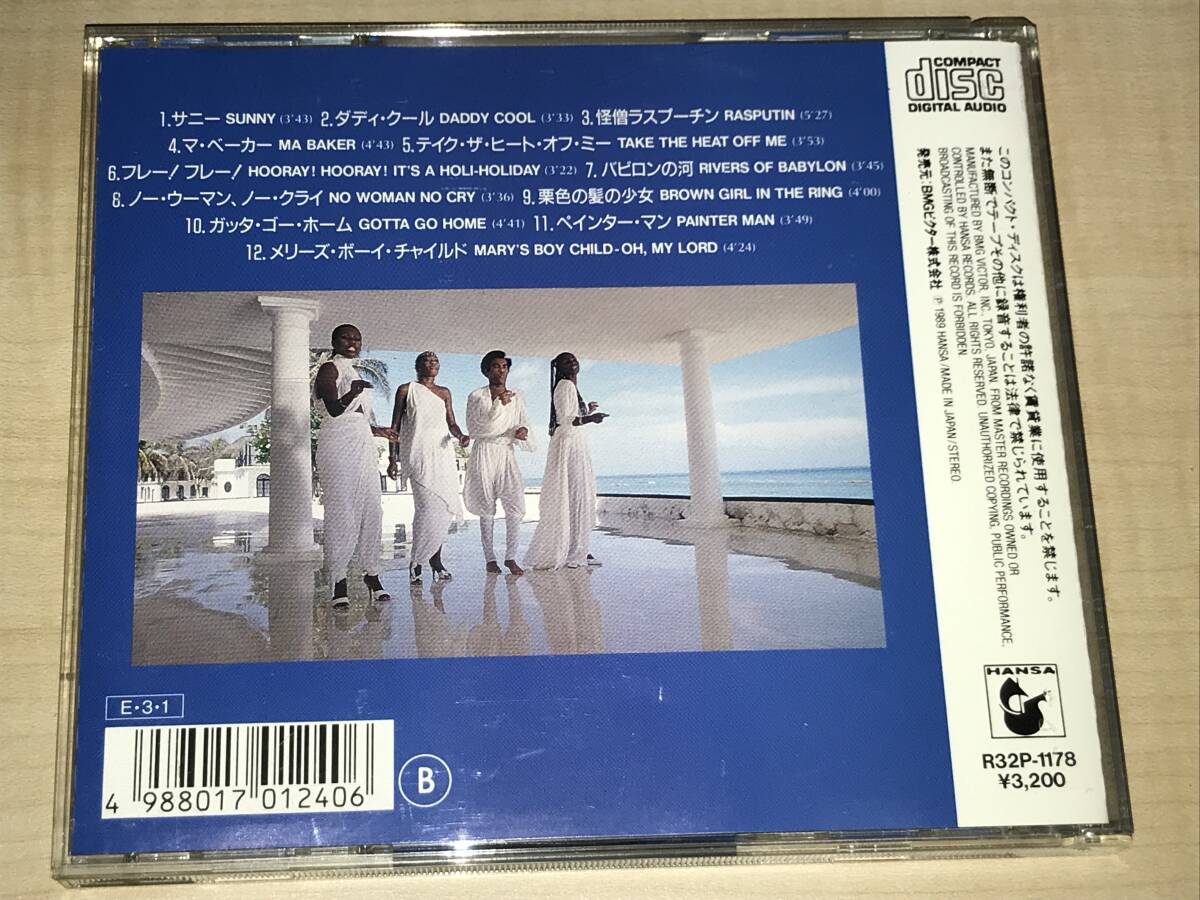 1.サニー SUNNY (3'43) 2.ダディ・クール DADDY COOL (3'33) 3.怪僧ラスプーチン RASPUTIN (5'27)
4.マ・ベーカー MA BAKER (4'43) 5.テイク・ザ・ヒート・オフ・ミー TAKE THE HEAT OFF ME (3'53)
6.フレー!フレー! HOORAY! HOORAY! IT'S A HOLI-HOLIDAY (3'22) 7.バビロンの河 RIVERS OF BABYLON (3'45)
8.ノー・ウーマン、ノー・クライ NO WOMAN NO CRY (3'36) 9.栗色の髪の少女 BROWN GIRL IN THE RING (4'00)
10.ガッタ・ゴー・ホーム GOTTA GO HOME (4'41) 11.ペインター・マン PAINTER MAN (3'49)
12.メリーズ・ボーイ・チャイルド MARY'S BOY CHILD-OH, MY LORD (4'24)
E・3・1
4 988017 012406
B
COMPACT
disc
DIGITAL AUDIO
このコンパクト・ディスクは権利者の許諾なく賃貸業に使用することを禁じます。
また無断でテープその他に録音することは法律で禁じられています。
MANUFACTURED BY BMG VICTOR, INC., TOKYO, JAPAN. FROM MASTER RECORDINGS OWNED OR
CONTROLLED BY HANSA RECORDS. ALL RIGHTS RESERVED. UNAUTHORIZED COPYING, PUBLIC PERFORMANCE,
BROADCASTING OF THIS RECORD IS FORBIDDEN.
発売元:BMGビクター株式会社 Ⓟ 1989 HANSA/MADE IN JAPAN/STEREO
HANSA
R32P-1178
¥3,200